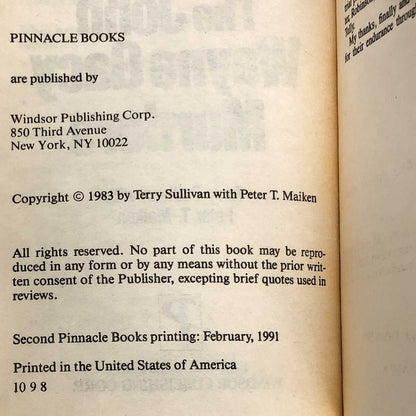 PINNACLE BOOKS
are published by
Windsor Publishing Corp.
850 Third Avenue
New York, NY 10022
Copyright © 1983 by Terry Sullivan with Peter T. Maiken
All rights reserved. No part of this book may be repro-
duced in any form or by any means without the prior writ-
ten consent of the Publisher, excepting brief quotes used in
reviews.
Second Pinnacle Books printing: February, 1991
Printed in the United States of America
10 9 8
Robinson
Tully.
My thanks, finally and
for their endurance throug